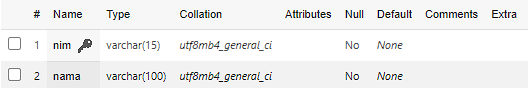 # Name Type Collation Attributes Null Default Comments Extra
1 nim varchar(15) utf8mb4_general_ci No None
2 nama varchar(100) utf8mb4_general_ci No None